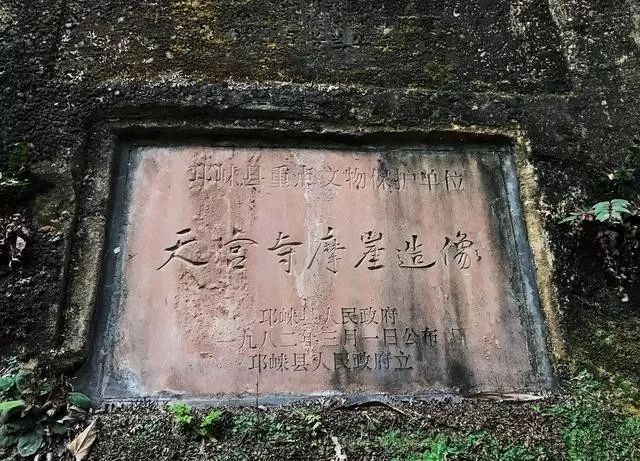 邛崃县重点文物保护单位
天宫寺摩崖造像
邛崃县人民政府
一九八二年三月一日公布
邛崃县人民政府立